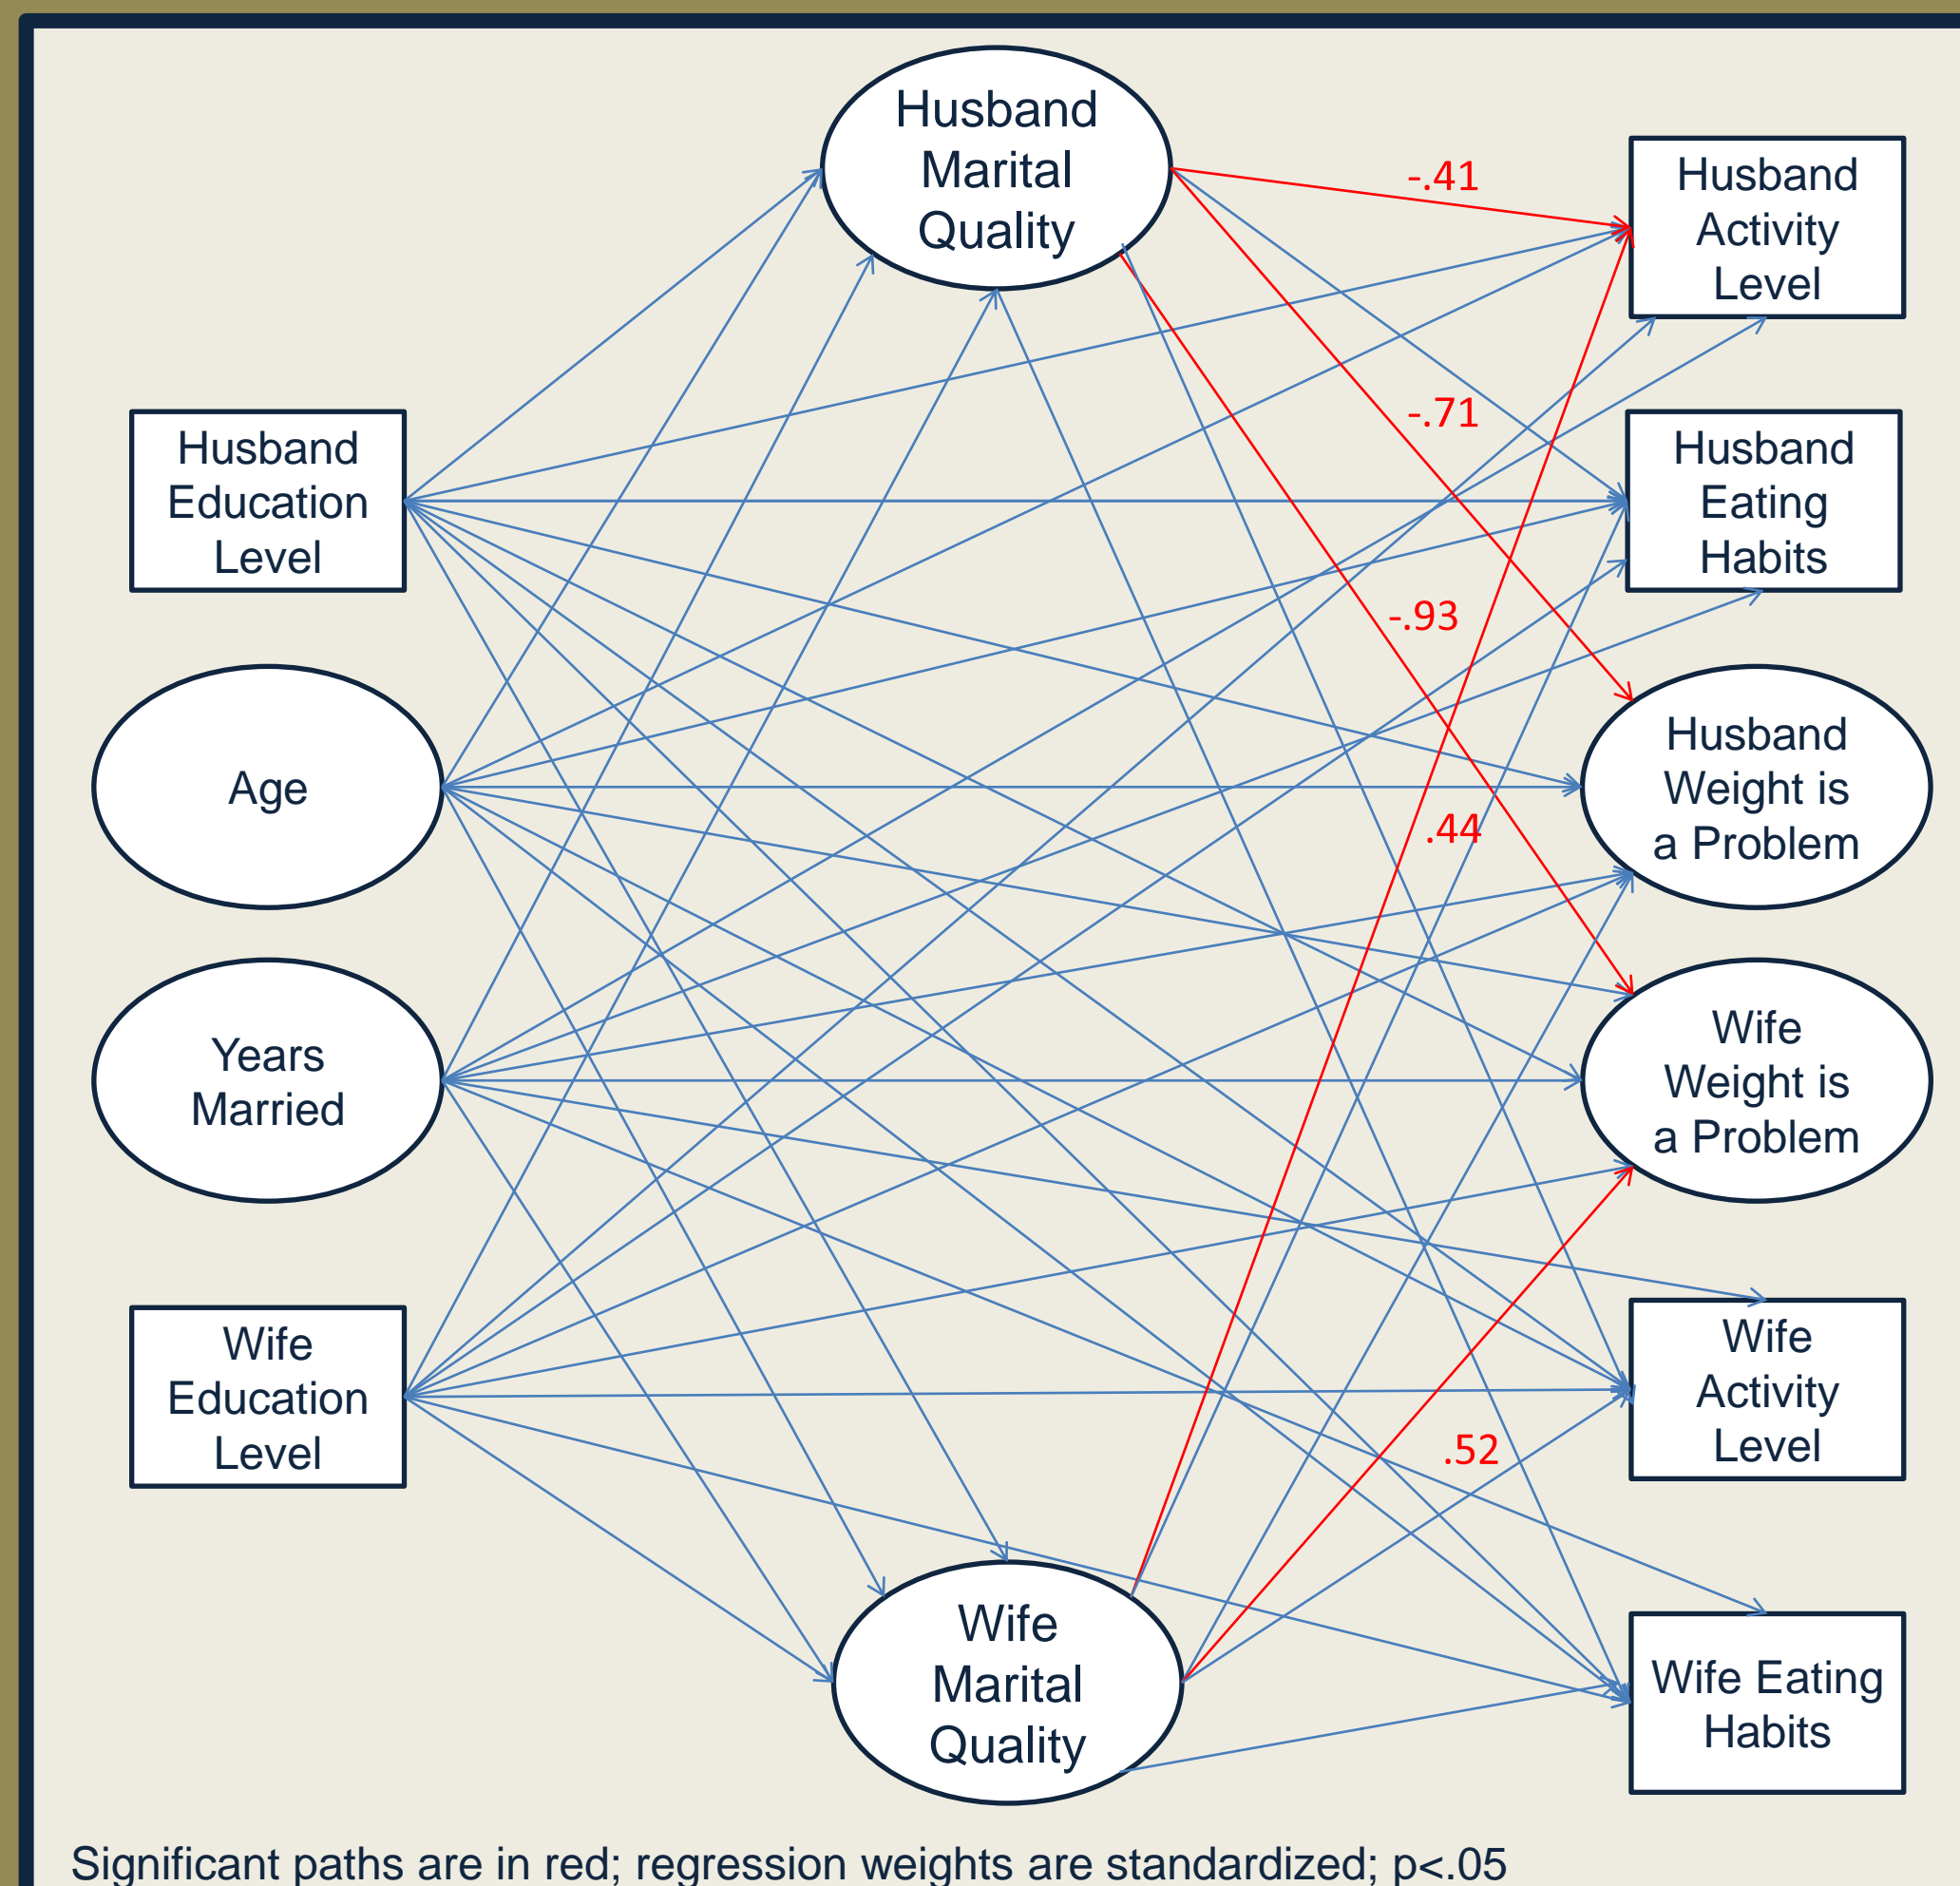 Husband
Marital
Quality
Husband
Activity
Level
-.41
Husband
Education
Level
-.71
Husband
Eating
Habits
-.93
Age
.44
Husband
Weight is
a Problem
Years
Married
Wife
Weight is
a Problem
Wife
Education
Level
.52
Wife
Activity
Level
Wife
Marital
Quality
Wife Eating
Habits
Significant paths are in red; regression weights are standardized; p<.05